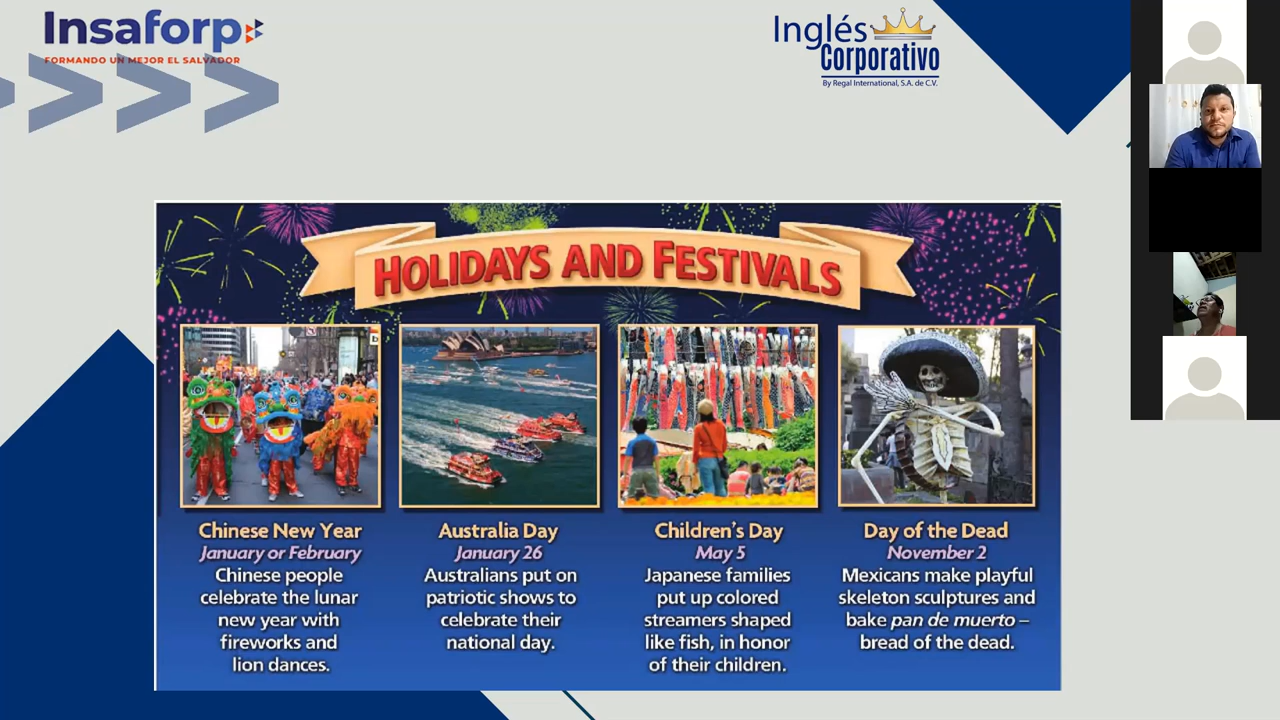 Insaforp
FORMANDO UN MEJOR EL SALVADOR
Inglés
Corporativo
By Regal International, S.A. de C.V.
HOLIDAYS AND FESTIVALS
Chinese New Year
January or February
Chinese people
celebrate the lunar
new year with
fireworks and
lion dances.
Australia Day
January 26
Australians put on
patriotic shows to
celebrate their
national day.
Children's Day
May 5
Japanese families
put up colored
streamers shaped
like fish, in honor
of their children.
Day of the Dead
November 2
Mexicans make playful
skeleton sculptures and
bake pan de muerto –
bread of the dead.